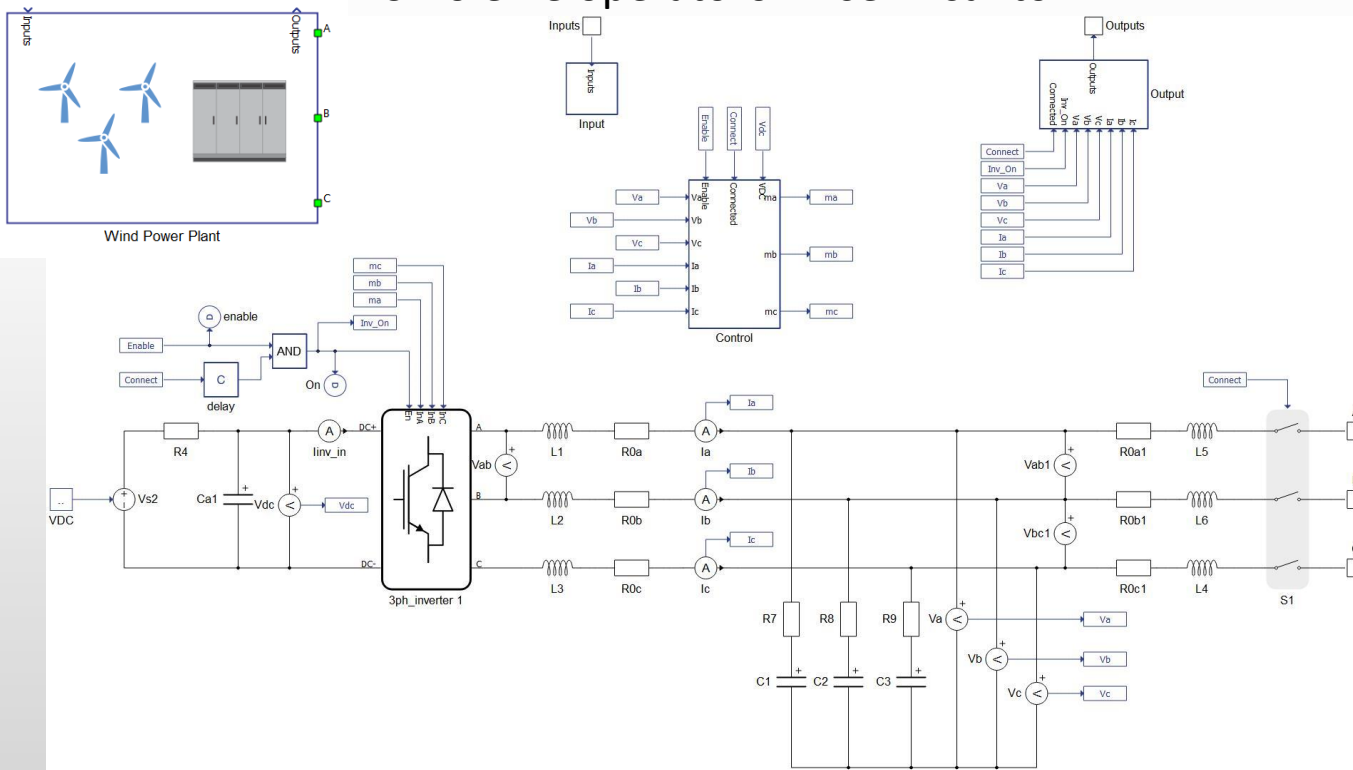 Inputs
Outputs
A
B
C
Wind Power Plant
Inputs
Inputs
Input
Outputs
Outputs
Connected
Inv_On
Va
Vb
Vc
Ia
Ib
Ic
Output
Connect
Inv_On
Va
Vb
Vc
Ia
Ib
Ic
Enable
Connect
Vdc
Enable
Connected
VDC
Va
Vb
Vc
Ia
Ib
Ic
Va
Vb
Vc
Ia
Ib
Ic
ma
mb
mc
ma
mb
mc
Control
mc
mb
ma
Inv_On
D
enable
Enable
AND
Connect
C
delay
On
D
En
InA
InB
InC
DC+
DC-
A
B
C
3ph_inverter 1
VDC
..
Vs2
R4
Ca1
Vdc
V
Vdc
A
Iinv_in
Vab
V
L1
R0a
A
Ia
Ia
L2
R0b
A
Ib
Ib
L3
R0c
A
Ic
Ic
R7
R8
R9
C1
C2
C3
Va
V
Va
Vb
V
Vb
Vc
V
Vc
Vab1
V
Vbc1
V
R0a1
L5
R0b1
L6
R0c1
L4
Connect
S1